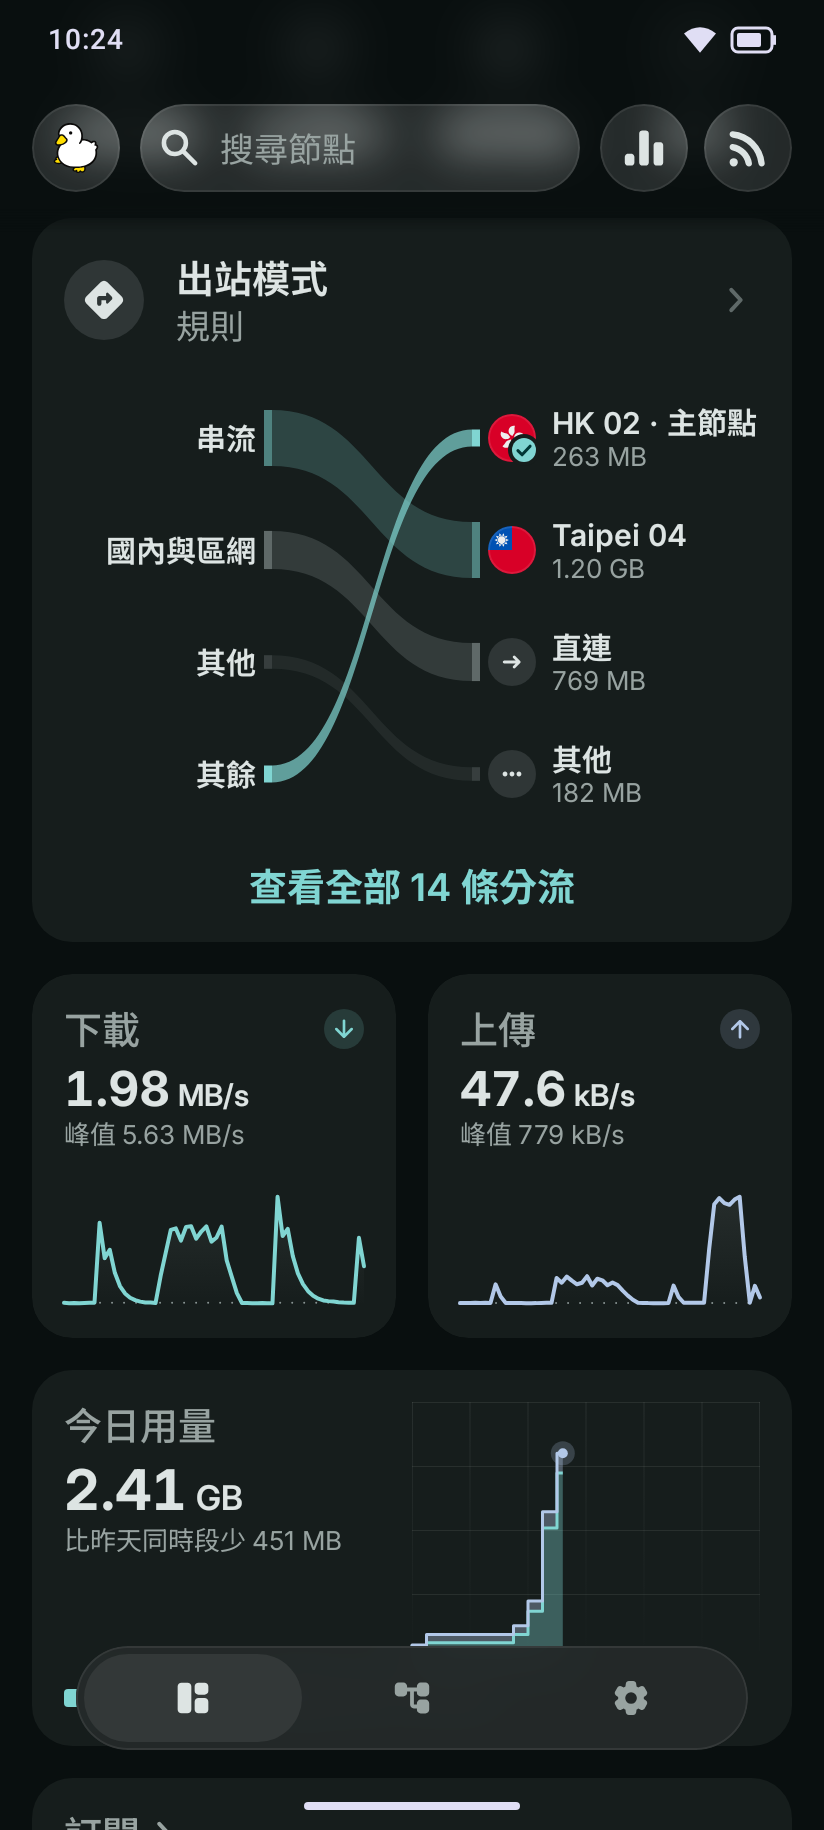 10:24
搜尋節點
出站模式
規則
串流
HK 02 · 主節點
263 MB
國內與區網
Taipei 04
1.20 GB
其他
直連
769 MB
其餘
其他
182 MB
查看全部 14 條分流
下載
1.98 MB/s
峰值 5.63 MB/s
上傳
47.6 kB/s
峰值 779 kB/s
今日用量
2.41 GB
比昨天同時段少 451 MB